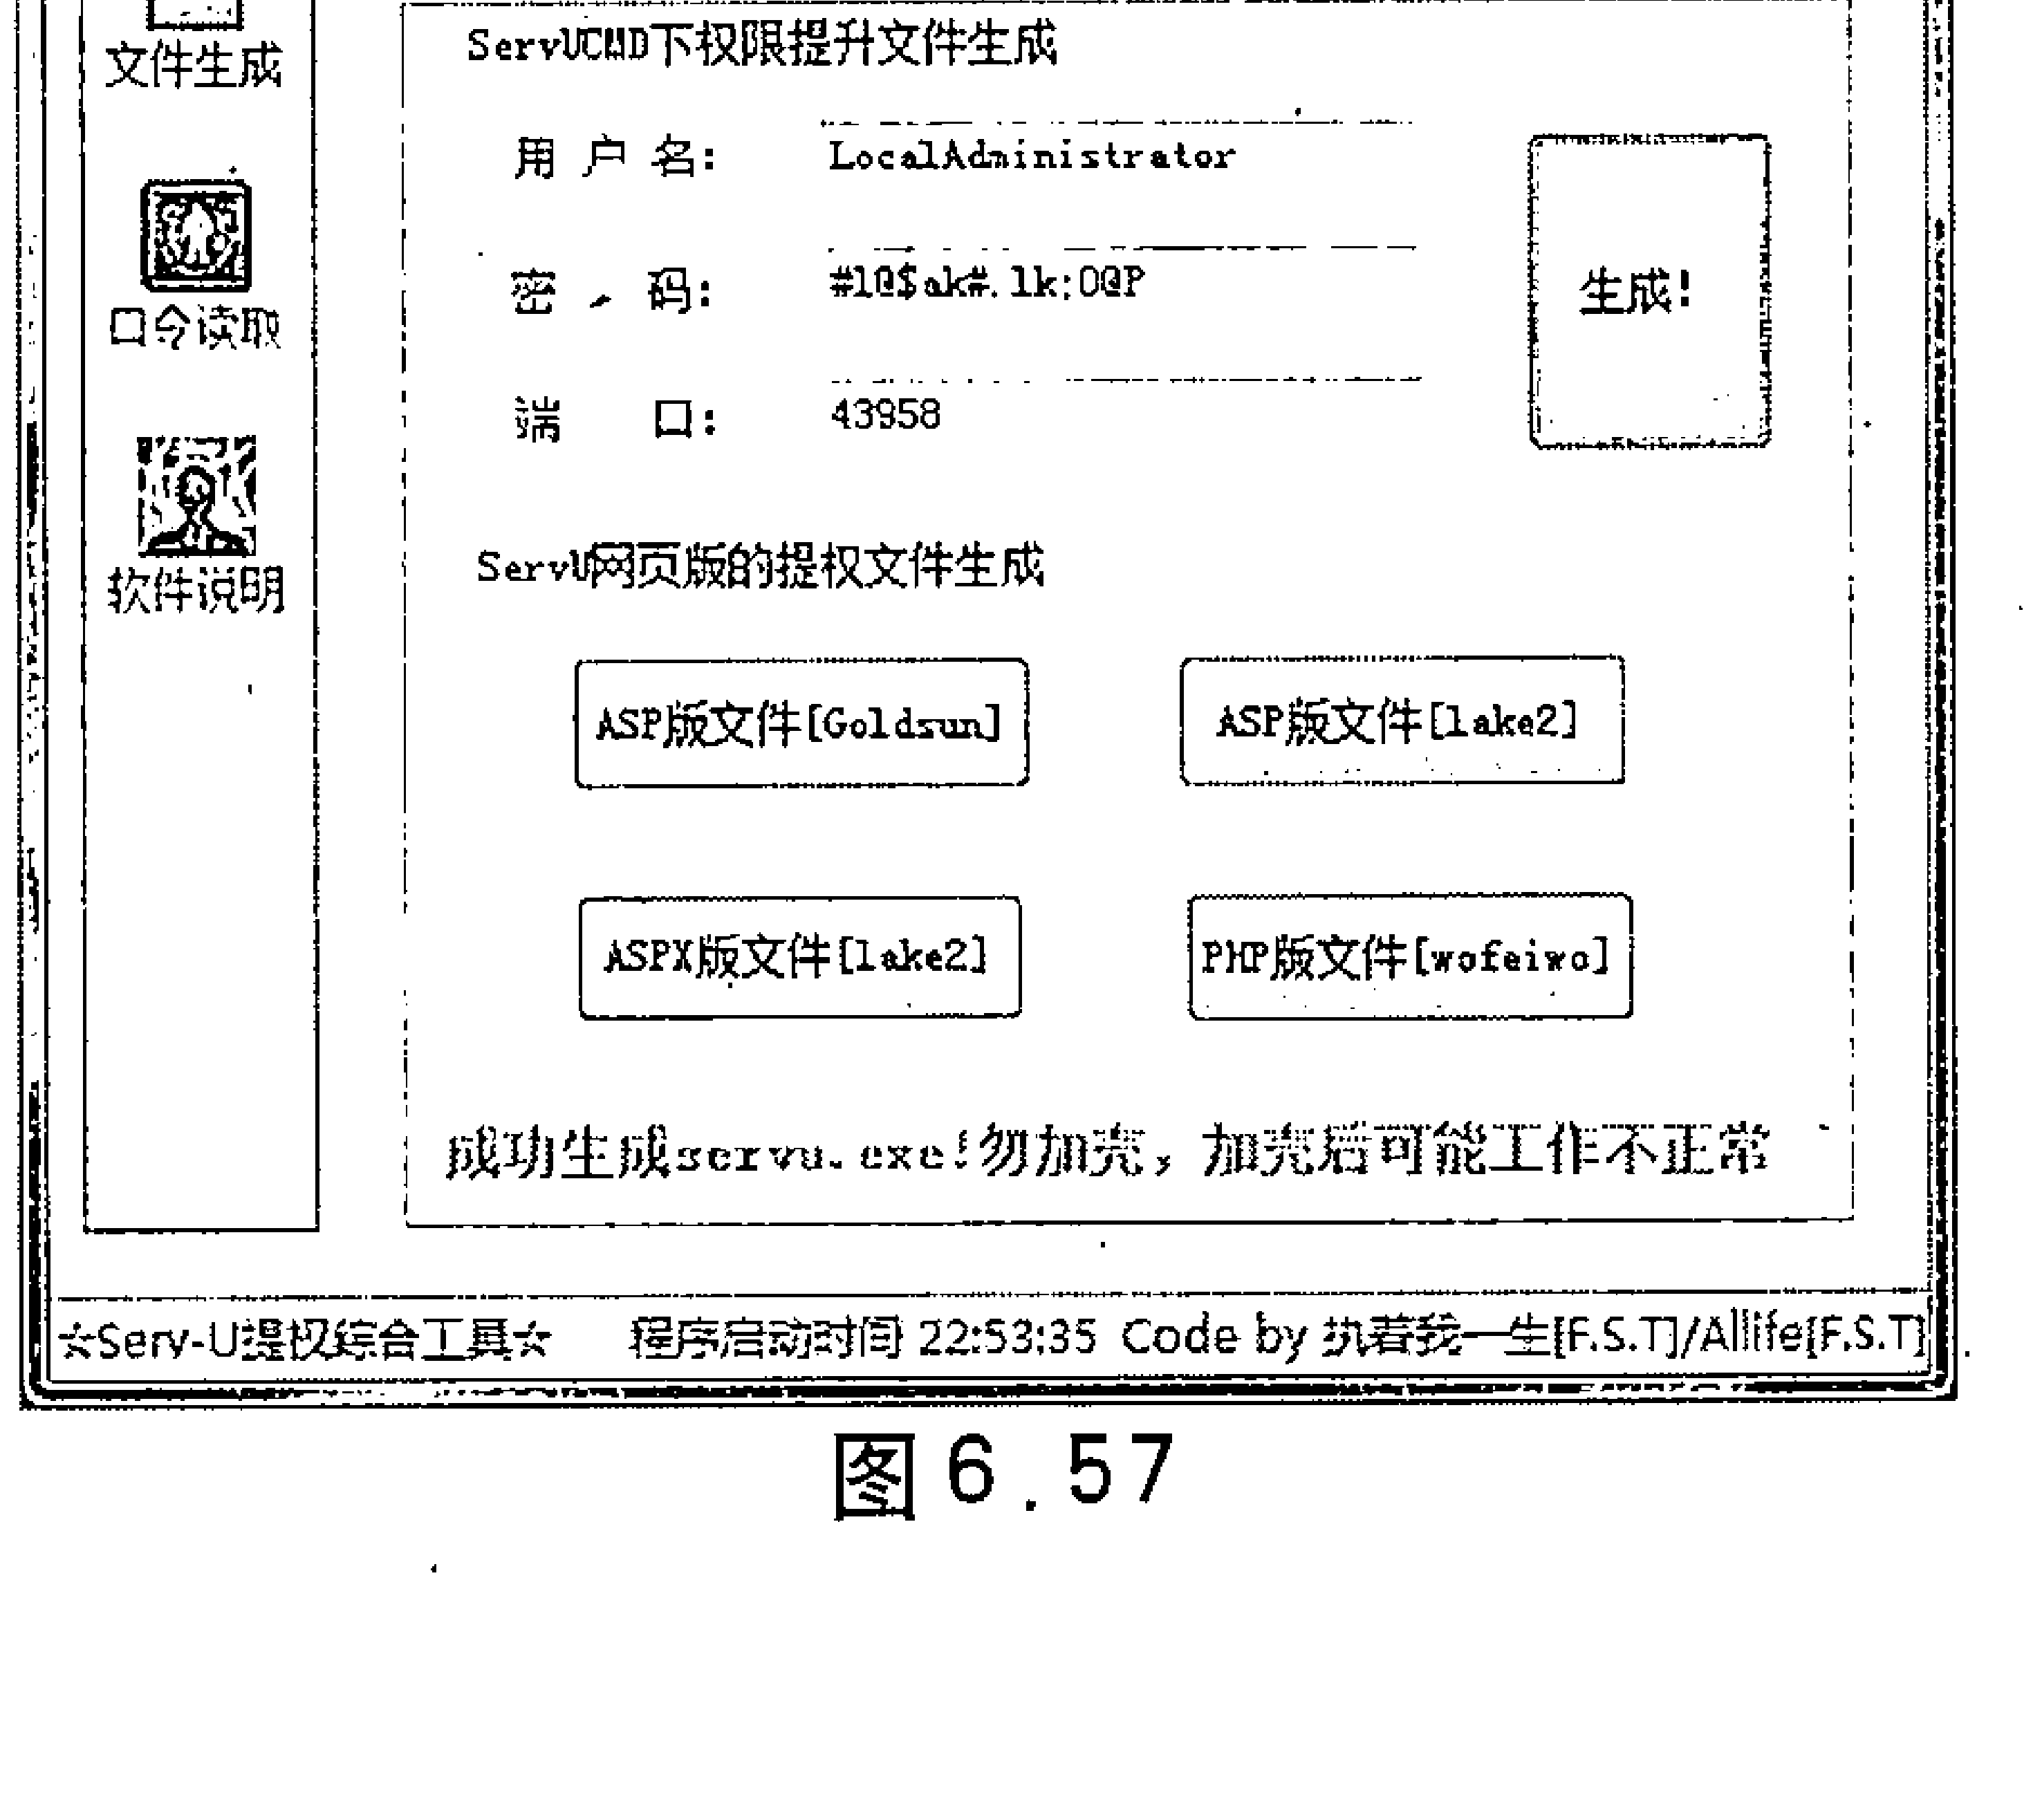 文件生成
口令读取
软件说明
ServUCMD下权限提升文件生成
用户名: LocalAdministrator
密码: #l@$ak#.lk;0@P
生成!
端口: 43958
ServU网页版的提权文件生成
ASP版文件[Goldsun] ASP版文件[lake2]
ASPX版文件[lake2] PHP版文件[wofeiwo]
成功生成servu.exe!勿加壳，加壳后可能工作不正常
☆Serv-U提权综合工具☆ 程序启动时间 22:53:35 Code by 执着我一生[F.S.T]/Allife[F.S.T]
图6.57